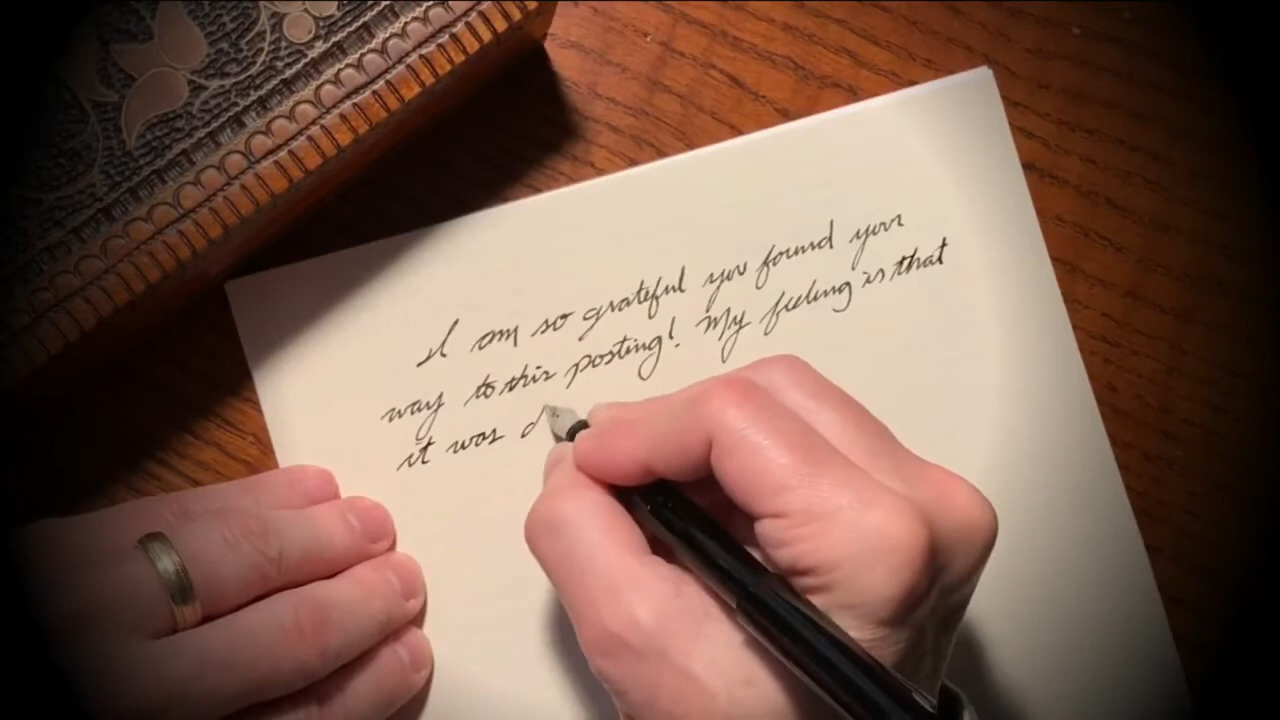 I am so grateful you found your
way to this posting! My feeling is that
it was